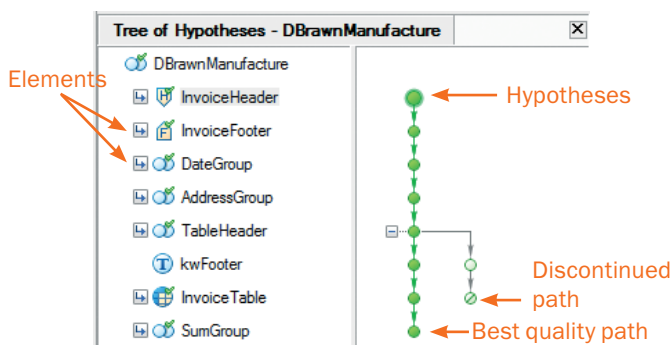 Tree of Hypotheses - DBrawnManufacture
DBrawnManufacture
Elements
InvoiceHeader
Hypotheses
InvoiceFooter
DateGroup
AddressGroup
TableHeader
kwFooter
Discontinued
path
InvoiceTable
SumGroup
Best quality path